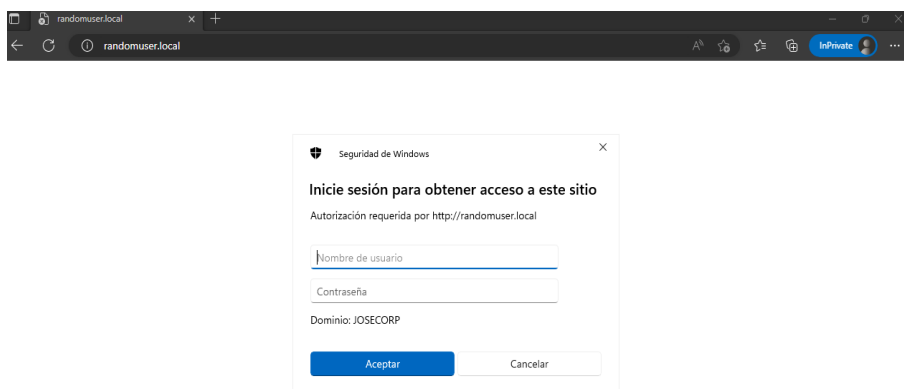 randomuser.local
randomuser.local
InPrivate
Seguridad de Windows
Inicie sesión para obtener acceso a este sitio
Autorización requerida por http://randomuser.local
Nombre de usuario
Contraseña
Dominio: JOSECORP
Aceptar Cancelar